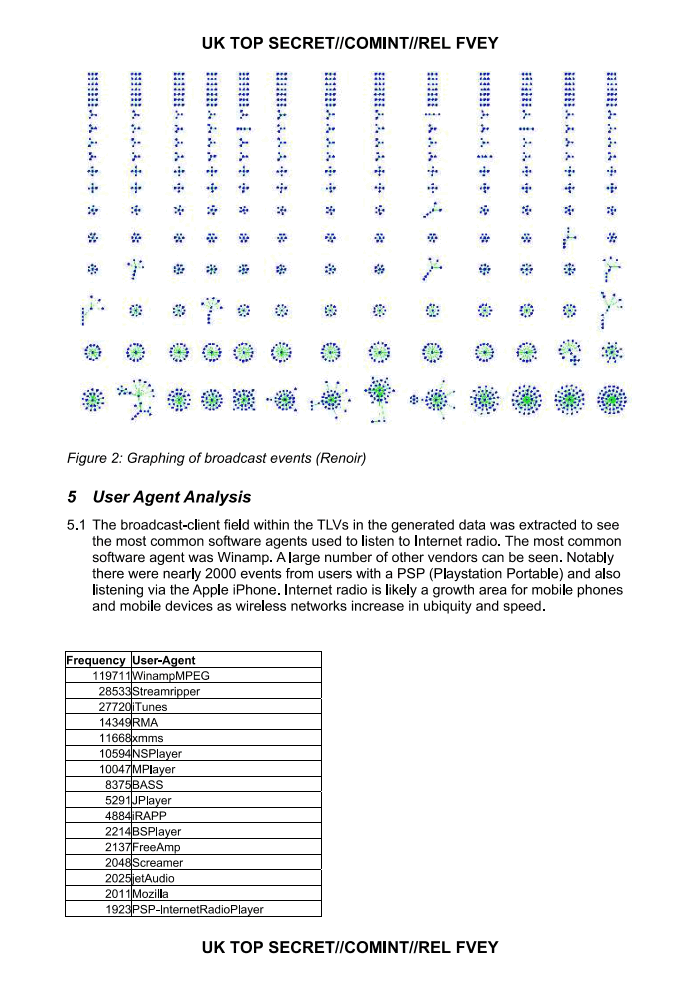 UK TOP SECRET//COMINT//REL FVEY
Figure 2: Graphing of broadcast events (Renoir)
5 User Agent Analysis
5.1 The broadcast-client field within the TLVs in the generated data was extracted to see
the most common software agents used to listen to Internet radio. The most common
software agent was Winamp. A large number of other vendors can be seen. Notably
there were nearly 2000 events from users with a PSP (Playstation Portable) and also
listening via the Apple iPhone. Internet radio is likely a growth area for mobile phones
and mobile devices as wireless networks increase in ubiquity and speed.
Frequency User-Agent
119711 WinampMPEG
28533 Streamripper
27720 iTunes
14349 RMA
11668 xmms
10594 NSPlayer
10047 MPlayer
8375 BASS
5291 JPlayer
4884 iRAPP
2214 BSPlayer
2137 FreeAmp
2048 Screamer
2025 jetAudio
2011 Mozilla
1923 PSP-InternetRadioPlayer
UK TOP SECRET//COMINT//REL FVEY